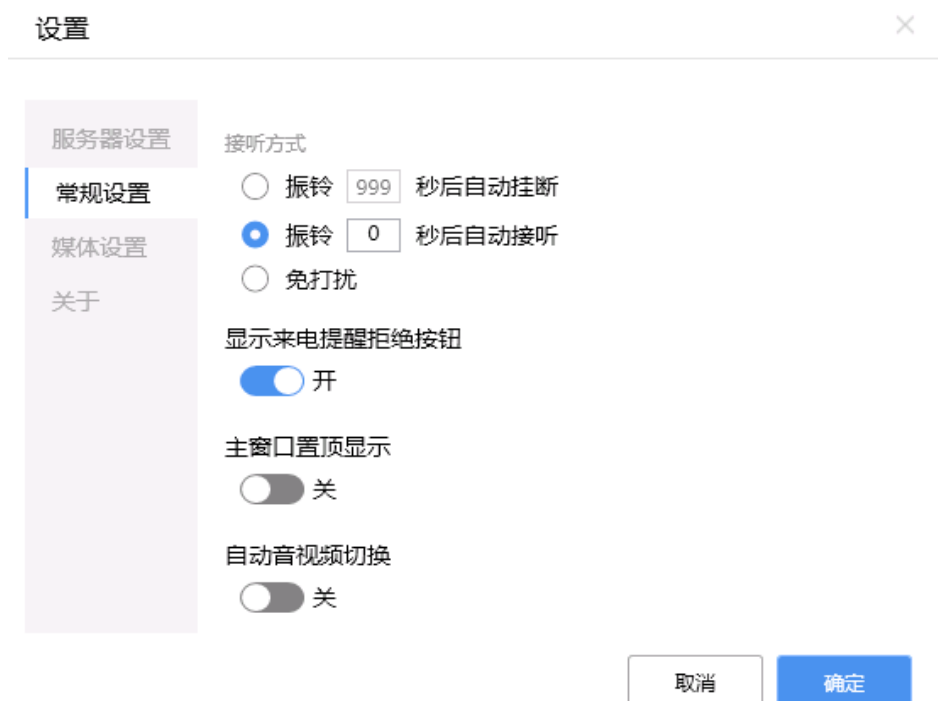 设置
服务器设置
常规设置
媒体设置
关于
接听方式
振铃 999 秒后自动挂断
振铃 0 秒后自动接听
免打扰
显示来电提醒拒绝按钮
开
主窗口置顶显示
关
自动音视频切换
关
取消
确定